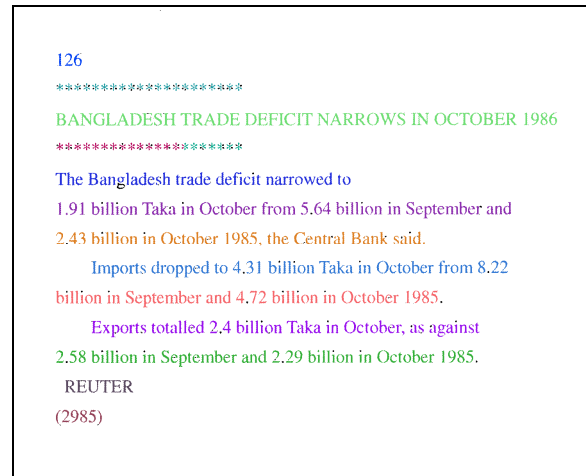 126
*********************
BANGLADESH TRADE DEFICIT NARROWS IN OCTOBER 1986
*********************
The Bangladesh trade deficit narrowed to
1.91 billion Taka in October from 5.64 billion in September and
2.43 billion in October 1985, the Central Bank said.
Imports dropped to 4.31 billion Taka in October from 8.22
billion in September and 4.72 billion in October 1985.
Exports totalled 2.4 billion Taka in October, as against
2.58 billion in September and 2.29 billion in October 1985.
REUTER
(2985)